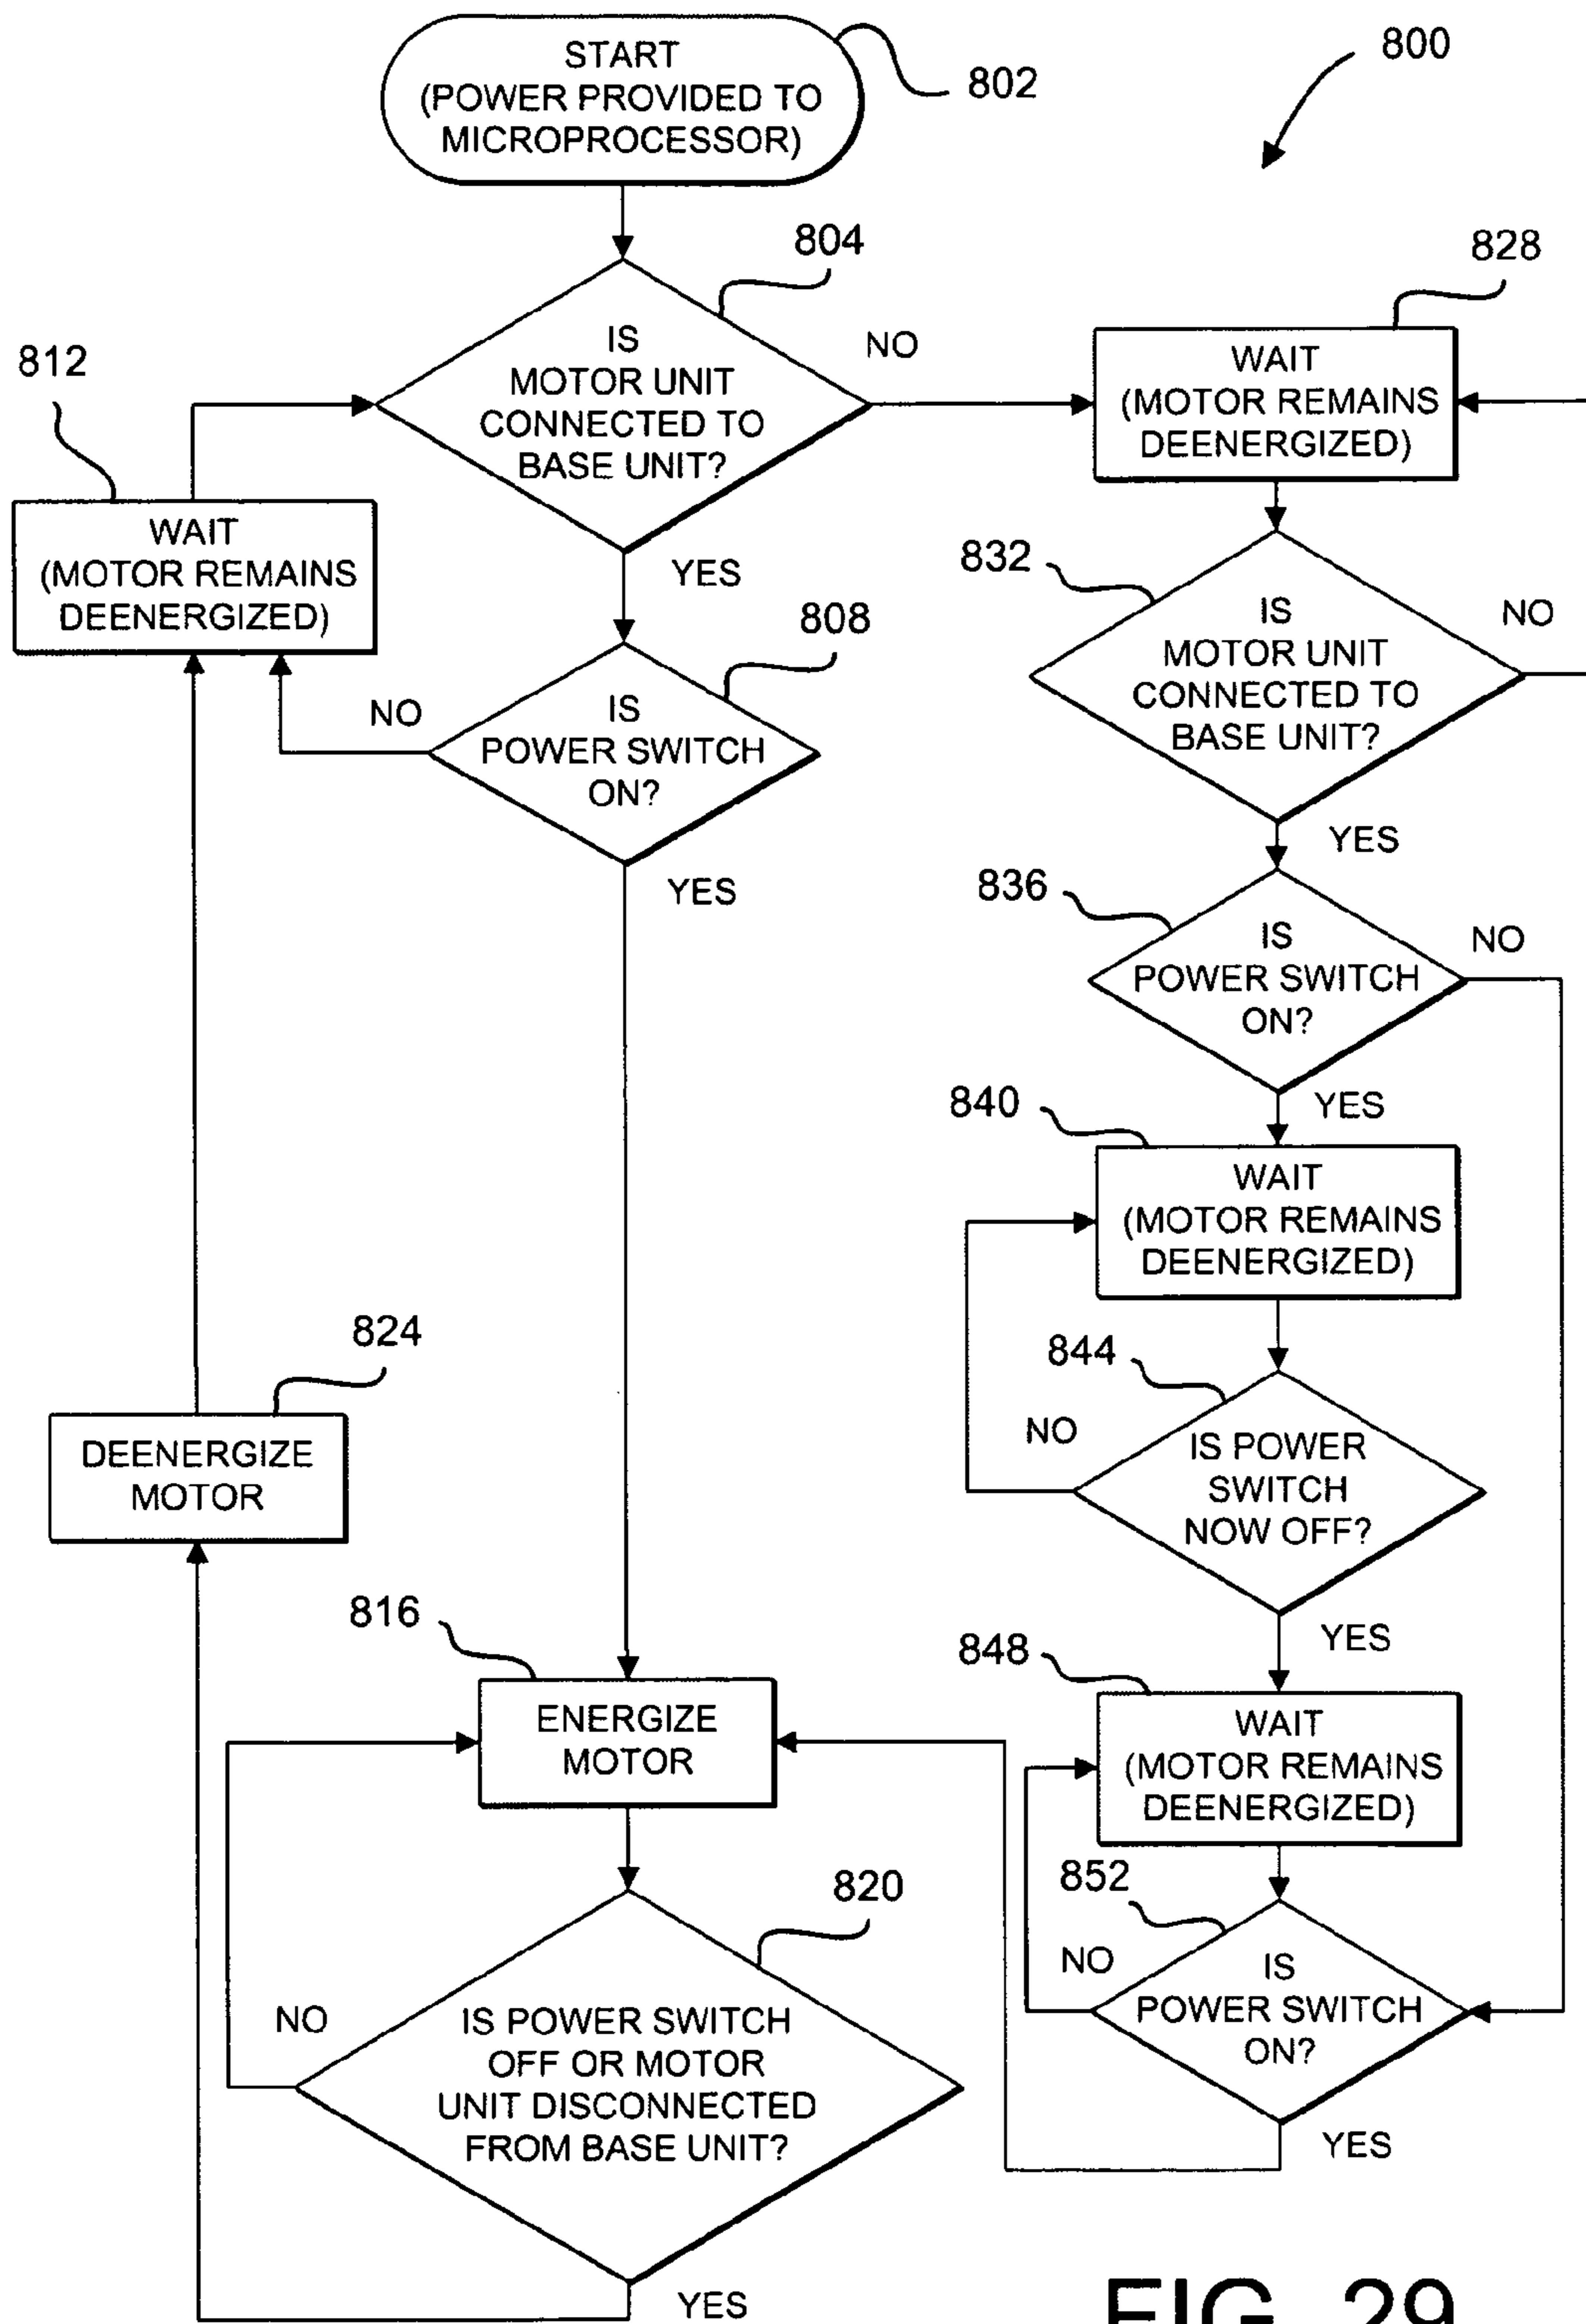 START
(POWER PROVIDED TO
MICROPROCESSOR)
802
800
804
IS
MOTOR UNIT
CONNECTED TO
BASE UNIT?
NO
YES
828
WAIT
(MOTOR REMAINS
DEENERGIZED)
812
WAIT
(MOTOR REMAINS
DEENERGIZED)
808
IS
POWER SWITCH
ON?
NO
YES
832
IS
MOTOR UNIT
CONNECTED TO
BASE UNIT?
NO
YES
836
IS
POWER SWITCH
ON?
NO
YES
840
WAIT
(MOTOR REMAINS
DEENERGIZED)
824
DEENERGIZE
MOTOR
844
IS POWER
SWITCH
NOW OFF?
NO
YES
816
ENERGIZE
MOTOR
848
WAIT
(MOTOR REMAINS
DEENERGIZED)
820
IS POWER SWITCH
OFF OR MOTOR
UNIT DISCONNECTED
FROM BASE UNIT?
NO
YES
852
IS
POWER SWITCH
ON?
NO
YES
FIG. 29